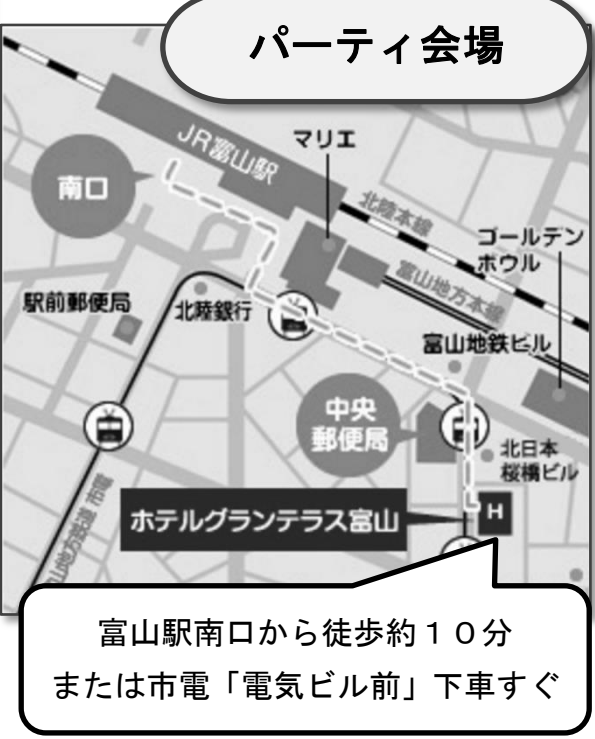 パーティ会場
JR富山駅
マリエ
南口
北陸本線
ゴールデン
ボウル
富山地方本線
駅前郵便局
北陸銀行
富山地鉄ビル
中央
郵便局
北日本
桜橋ビル
ホテルグランテラス富山
H
富山駅南口から徒歩約１０分
または市電「電気ビル前」下車すぐ